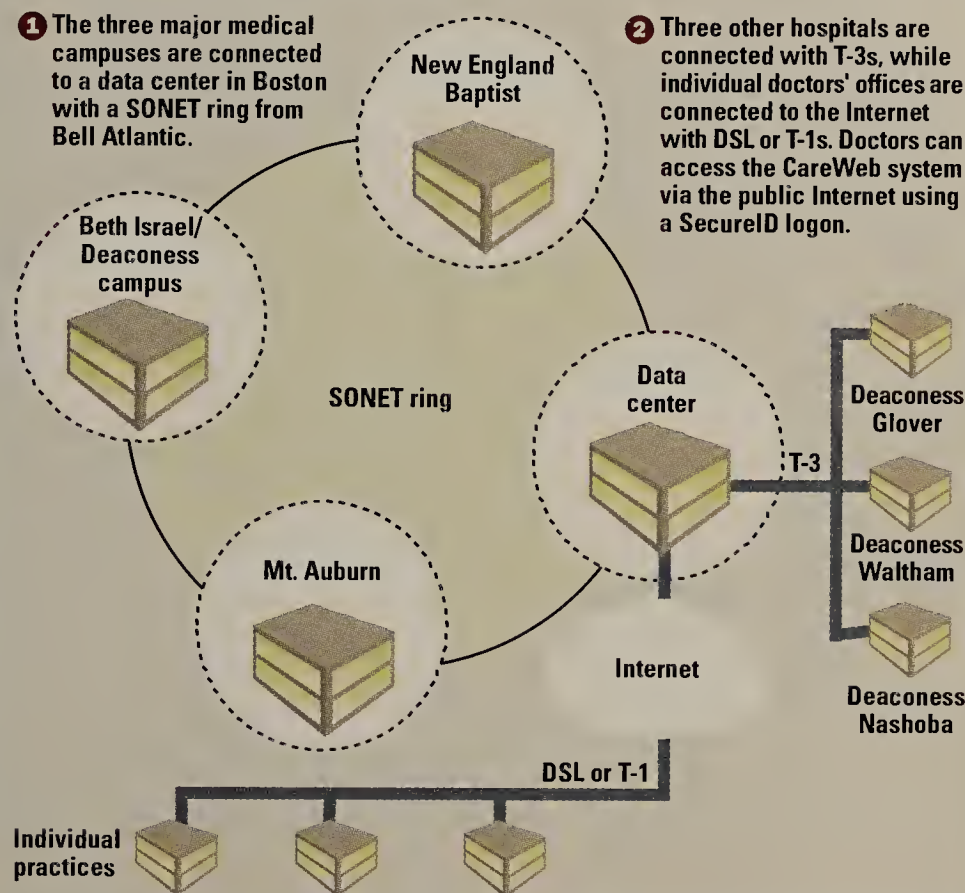 1 The three major medical
campuses are connected
to a data center in Boston
with a SONET ring from
Bell Atlantic.
2 Three other hospitals are
connected with T-3s, while
individual doctors' offices are
connected to the Internet
with DSL or T-1s. Doctors can
access the CareWeb system
via the public Internet using
a SecureID logon.
New England
Baptist
Beth Israel/
Deaconess
campus
SONET ring
Data
center
T-3
Deaconess
Glover
Deaconess
Waltham
Deaconess
Nashoba
Mt. Auburn
Internet
DSL or T-1
Individual
practices